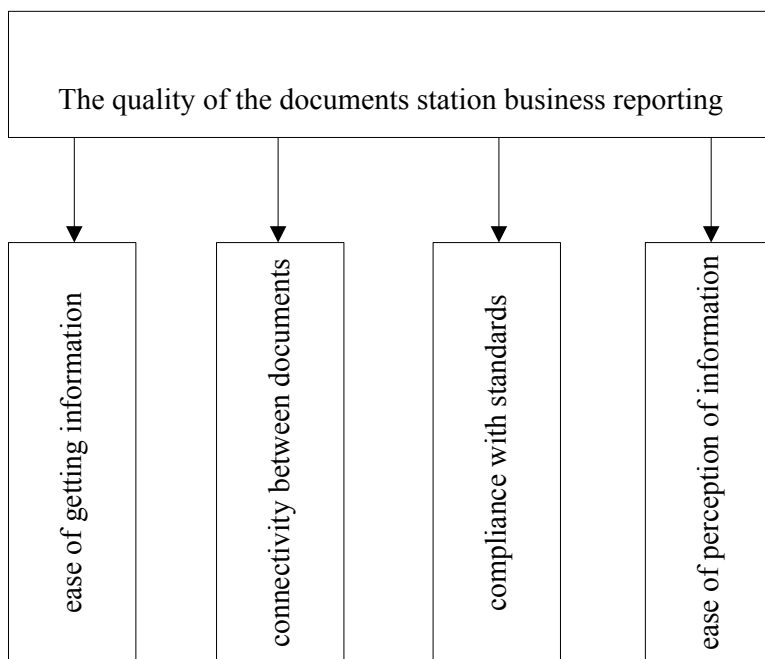 The quality of the documents station business reporting
ease of getting information
connectivity between documents
compliance with standards
ease of perception of information